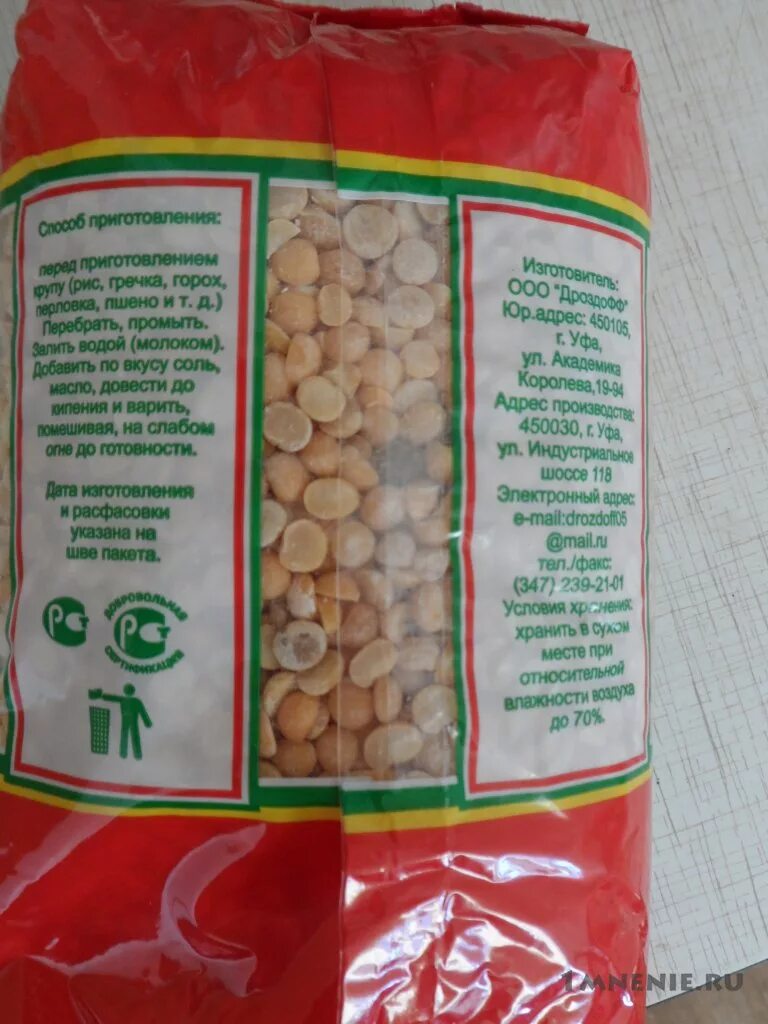 Способ приготовления:
перед приготовлением
крупу (рис, гречка, горох,
перловка, пшено и т. д.)
Перебрать, промыть.
Залить водой (молоком).
Добавить по вкусу соль,
масло, довести до
кипения и варить,
помешивая, на слабом
огне до готовности.
Дата изготовления
и расфасовки
указана на
шве пакета.
РС
ДОБРОВОЛЬНАЯ
РС
СЕРТИФИКАЦИЯ
Изготовитель:
ООО "Дроздофф"
Юр.адрес: 450105,
г. Уфа,
ул. Академика
Королева,19-94
Адрес производства:
450030, г. Уфа,
ул. Индустриальное
шоссе 118
Электронный адрес:
e-mail:drozdoff05
@mail.ru
тел./факс:
(347) 239-21-01
Условия хранения:
хранить в сухом
месте при
относительной
влажности воздуха
до 70%.
1MNENIE.RU